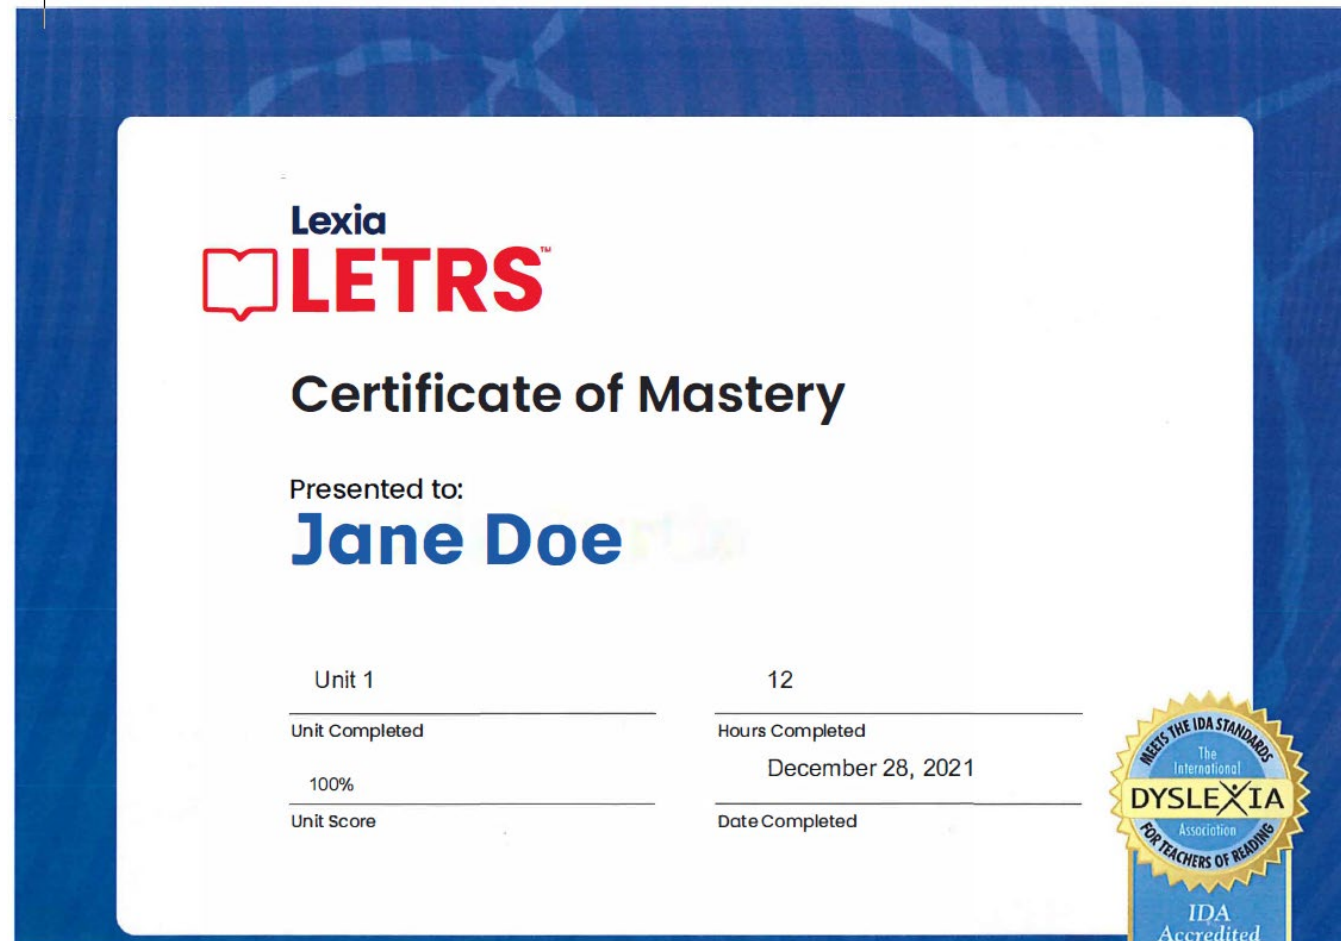 Lexia
LETRS™
Certificate of Mastery
Presented to:
Jane Doe
Unit 1
Unit Completed
12
Hours Completed
100%
Unit Score
December 28, 2021
Date Completed
MEETS THE IDA STANDARDS
The
International
DYSLEXIA
Association
FOR TEACHERS OF READING
IDA
Accredited